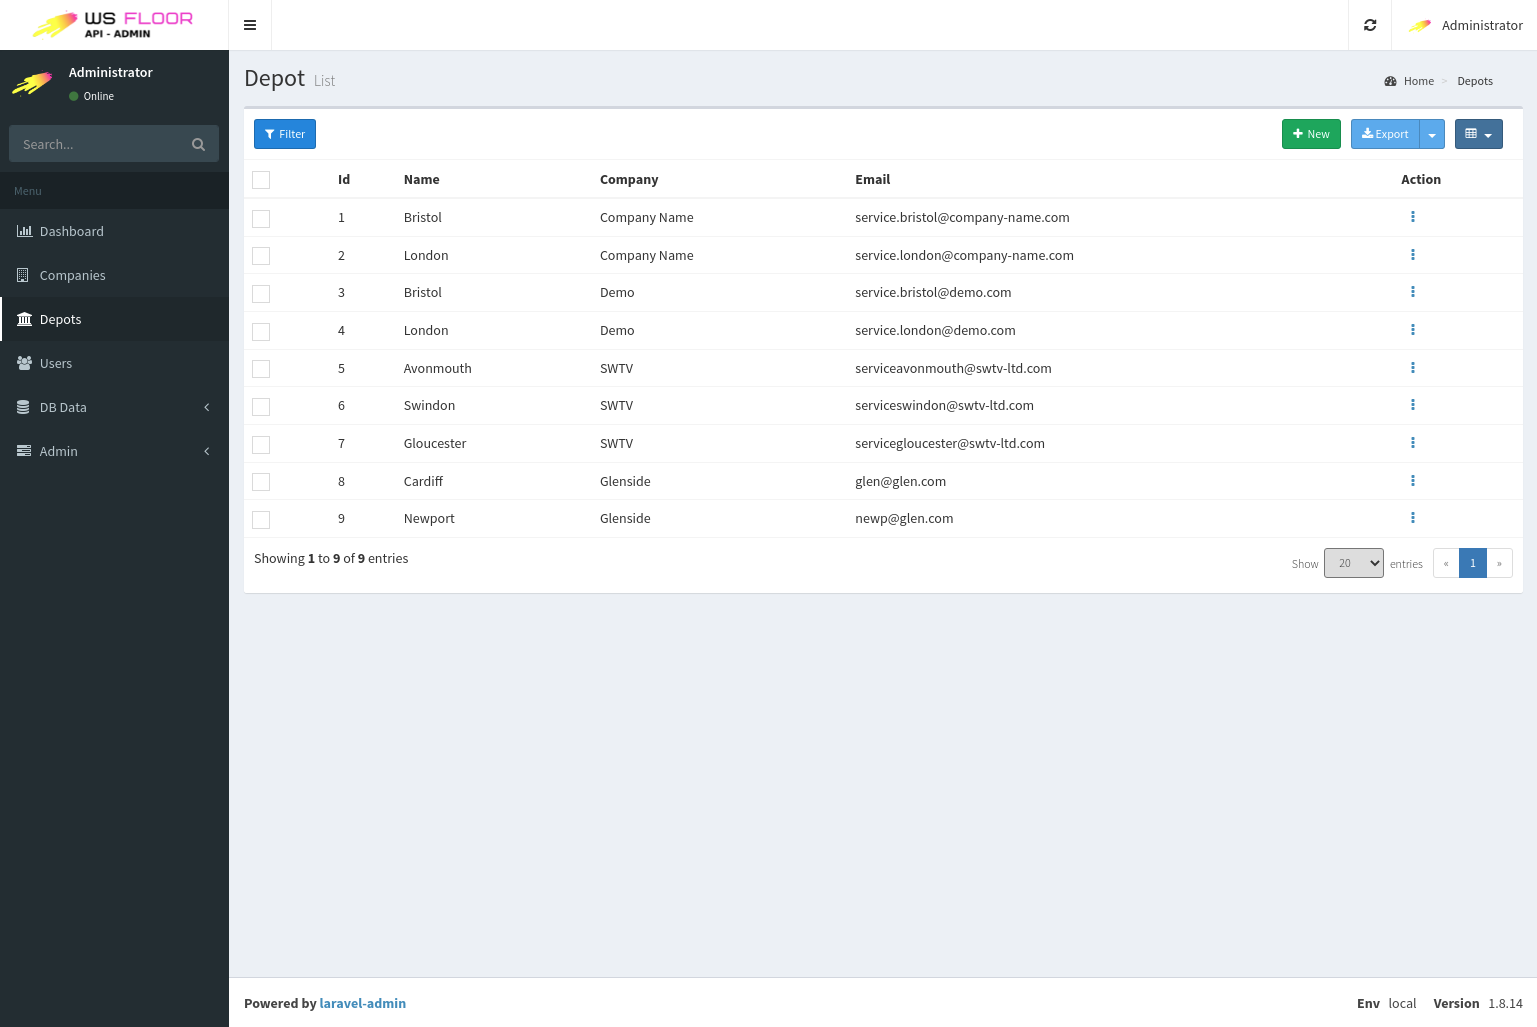 WS FLOOR
API - ADMIN
Administrator
Administrator
Online
Search...
Menu
Dashboard
Companies
Depots
Users
DB Data
Admin
Depot List
Home > Depots
Filter
New
Export
Id Name Company Email Action
1 Bristol Company Name service.bristol@company-name.com
2 London Company Name service.london@company-name.com
3 Bristol Demo service.bristol@demo.com
4 London Demo service.london@demo.com
5 Avonmouth SWTV serviceavonmouth@swtv-ltd.com
6 Swindon SWTV serviceswindon@swtv-ltd.com
7 Gloucester SWTV servicegloucester@swtv-ltd.com
8 Cardiff Glenside glen@glen.com
9 Newport Glenside newp@glen.com
Showing 1 to 9 of 9 entries
Show 20 entries « 1 »
Powered by laravel-admin
Env local Version 1.8.14